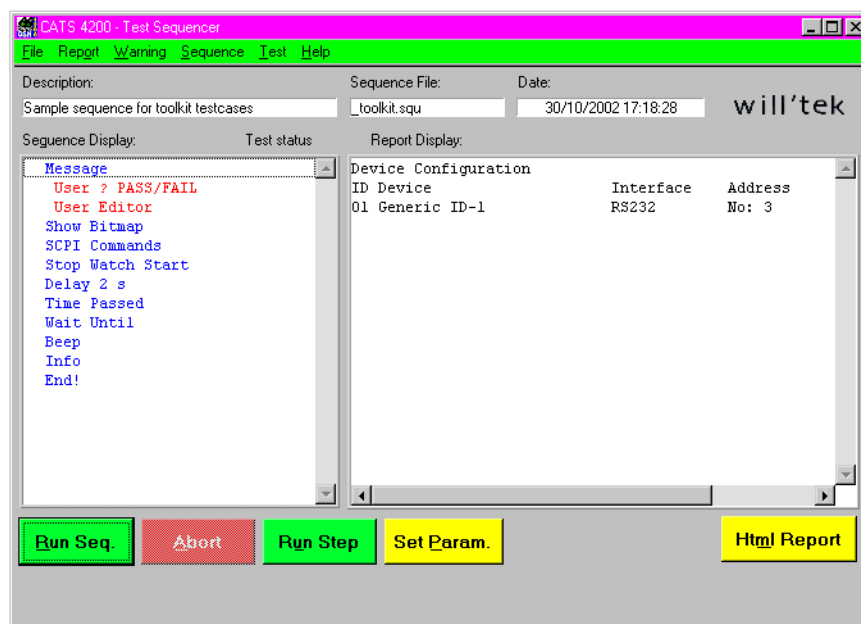 CATS 4200 - Test Sequencer
File Report Warning Sequence Test Help
Description: Sequence File: Date:
Sample sequence for toolkit testcases _toolkit.squ 30/10/2002 17:18:28 will'tek
Sequence Display: Test status Report Display:
Message
User ? PASS/FAIL
User Editor
Show Bitmap
SCPI Commands
Stop Watch Start
Delay 2 s
Time Passed
Wait Until
Beep
Info
End!
Device Configuration
ID Device Interface Address
01 Generic ID-1 RS232 No: 3
Run Seq. Abort Run Step Set Param. Html Report